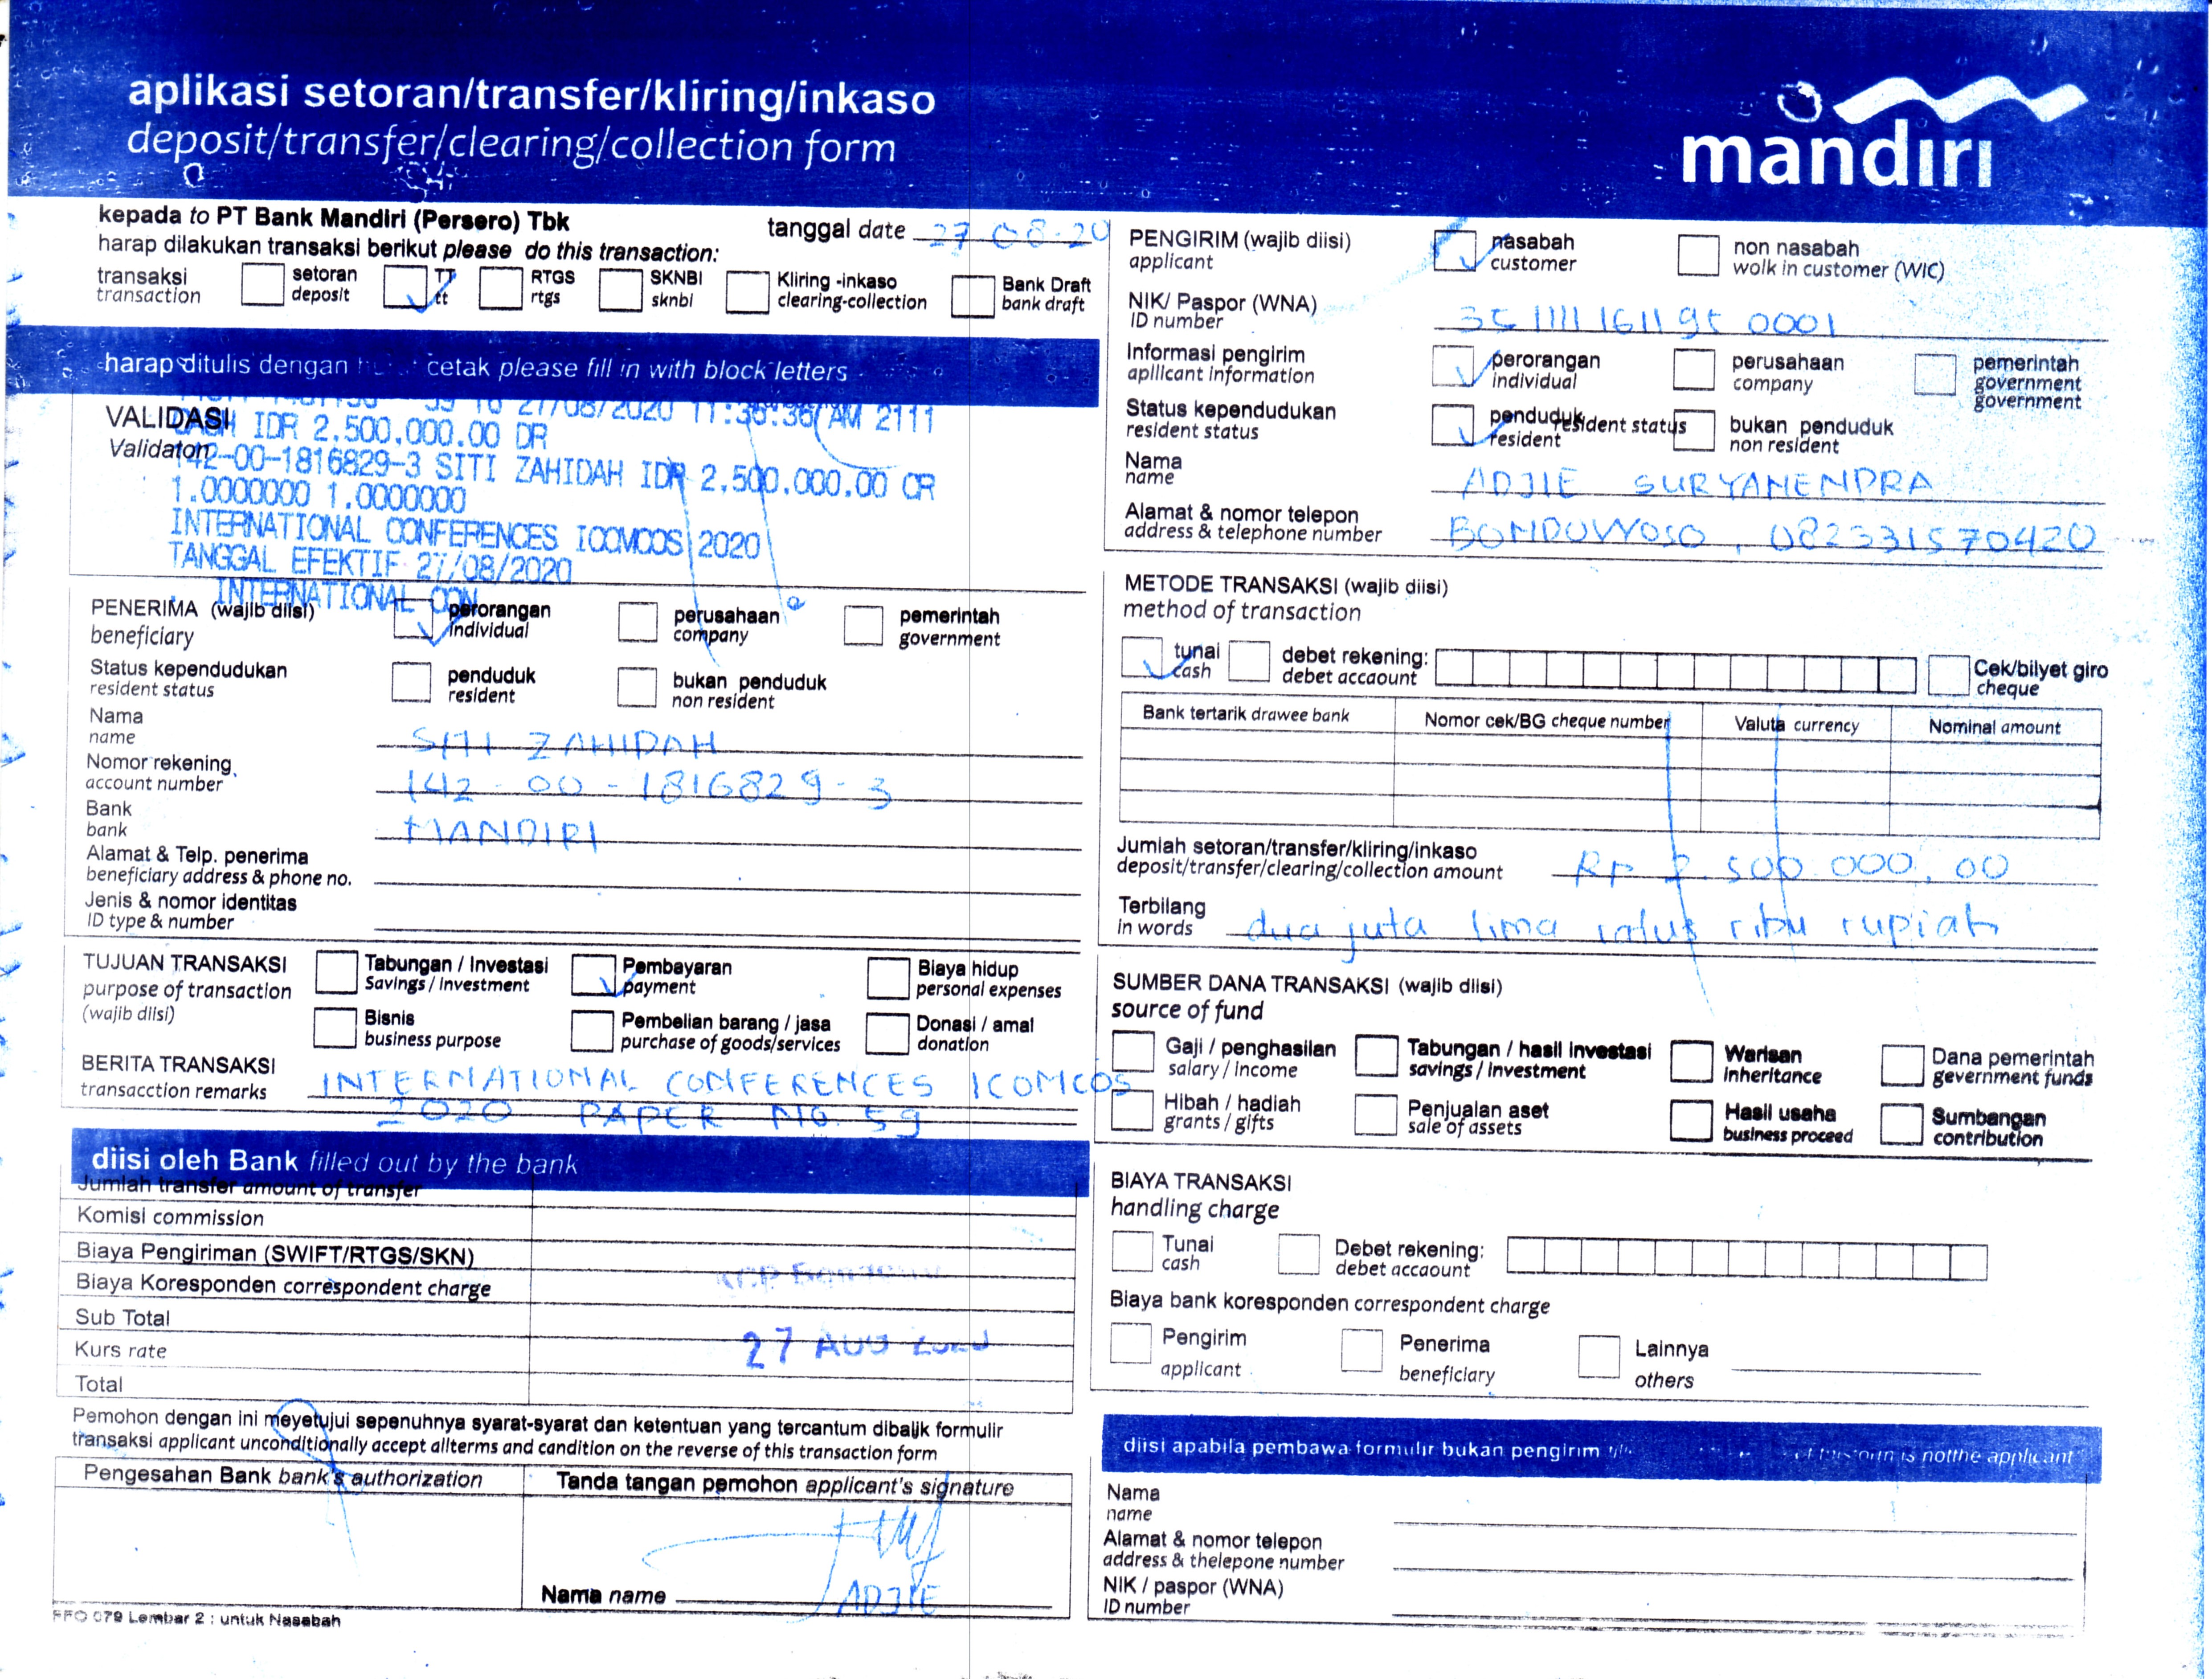 aplikasi setoran/transfer/kliring/inkaso
deposit/transfer/clearing/collection form
mandırı
kepada to PT Bank Mandiri (Persero) Tbk
tanggal date 27 08-20
harap dilakukan transaksi berikut please do this transaction:
transaksi
transaction
setoran
deposit
TT
tt
RTGS
rtgs
SKNBI
sknbi
Kliring -inkaso
clearing-collection
Bank Draft
bank draft
harap ditulis dengan cetak please fill in with block letters
VALIDASI
Validaton
27/08/2020 11:36:36 AM 2111
CASH IDR 2.500.000.00 DR
142-00-1816829-3 SITI ZAHIDAH IDR 2.500.000.00 CR
1.0000000 1.0000000
INTERNATIONAL CONFERENCES ICOMCOS 2020
TANGGAL EFEKTIF 27/08/2020
INTERNATIONAL CON
PENERIMA (wajib diisi)
beneficiary
perorangan
individual
perusahaan
company
pemerintah
government
Status kependudukan
resident status
penduduk
resident
bukan penduduk
non resident
Nama
name
SITI ZAHIDAH
Nomor rekening
account number
142-00-1816829-3
Bank
bank
MANDIRI
Alamat & Telp. penerima
beneficiary address & phone no.
Jenis & nomor identitas
ID type & number
TUJUAN TRANSAKSI
purpose of transaction
(wajib diisi)
Tabungan / Investasi
Savings / investment
Pembayaran
payment
Biaya hidup
personal expenses
Bisnis
business purpose
Pembelian barang / jasa
purchase of goods/services
Donasi / amal
donation
BERITA TRANSAKSI
transacction remarks
INTERNATIONAL CONFERENCES ICOMCOS
2020 PAPER NO. 59
diisi oleh Bank filled out by the bank
Jumlah transfer amount of transfer
Komisi commission
Biaya Pengiriman (SWIFT/RTGS/SKN)
Biaya Koresponden correspondent charge
Sub Total
Kurs rate
Total
27 AUG 2020
Pemohon dengan ini meyetujui sepenuhnya syarat-syarat dan ketentuan yang tercantum dibalik formulir
transaksi applicant unconditionally accept allterms and candition on the reverse of this transaction form
Pengesahan Bank bank's authorization
Tanda tangan pemohon applicant's signature
Nama name ADJIE
FFO 079 Lembar 2 : untuk Nasabah
PENGIRIM (wajib diisi)
applicant
nasabah
customer
non nasabah
wolk in customer (WIC)
NIK/ Paspor (WNA)
ID number
Informasi pengirim
apllicant information
perorangan
individual
perusahaan
company
pemerintah
government
government
Status kependudukan
resident status
penduduk
resident
resident status
bukan penduduk
non resident
Nama
name
ADJIE SURYANENDRA
Alamat & nomor telepon
address & telephone number
BONDOWOSO, 082331570420
METODE TRANSAKSI (wajib diisi)
method of transaction
tunai
cash
debet rekening:
debet accaount
Cek/bilyet giro
cheque
Bank tertarik drawee bank
Nomor cek/BG cheque number
Valuta currency
Nominal amount
Jumlah setoran/transfer/kliring/inkaso
deposit/transfer/clearing/collection amount
Rp 2.500.000,00
Terbilang
in words
dua juta lima ratus ribu rupiah
SUMBER DANA TRANSAKSI (wajib diisi)
source of fund
Gaji / penghasilan
salary / income
Tabungan / hasil investasi
savings / investment
Warisan
inheritance
Dana pemerintah
gevernment funds
Hibah / hadiah
grants / gifts
Penjualan aset
sale of assets
Hasil usaha
business proceed
Sumbangan
contribution
BIAYA TRANSAKSI
handling charge
Tunai
cash
Debet rekening:
debet accaount
Biaya bank koresponden correspondent charge
Pengirim
applicant
Penerima
beneficiary
Lainnya
others
diisi apabila pembawa formulir bukan pengirim is notthe applicant
Nama
name
Alamat & nomor telepon
address & thelepone number
NIK / paspor (WNA)
ID number